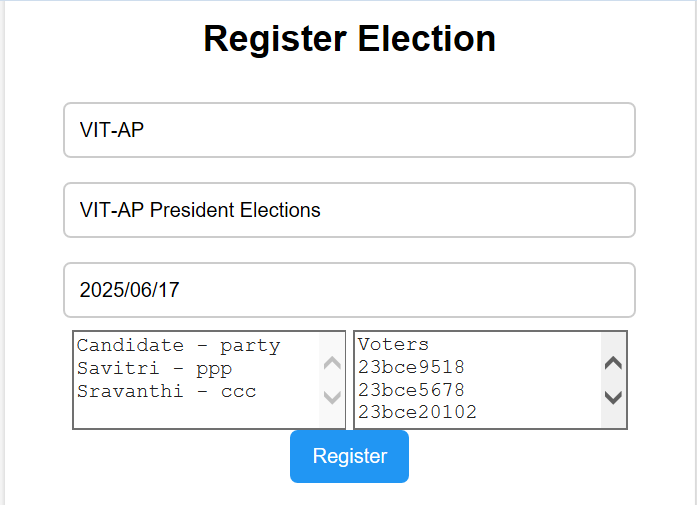 Register Election
VIT-AP
VIT-AP President Elections
2025/06/17
Candidate - party
Savitri - ppp
Sravanthi - ccc
Voters
23bce9518
23bce5678
23bce20102
Register